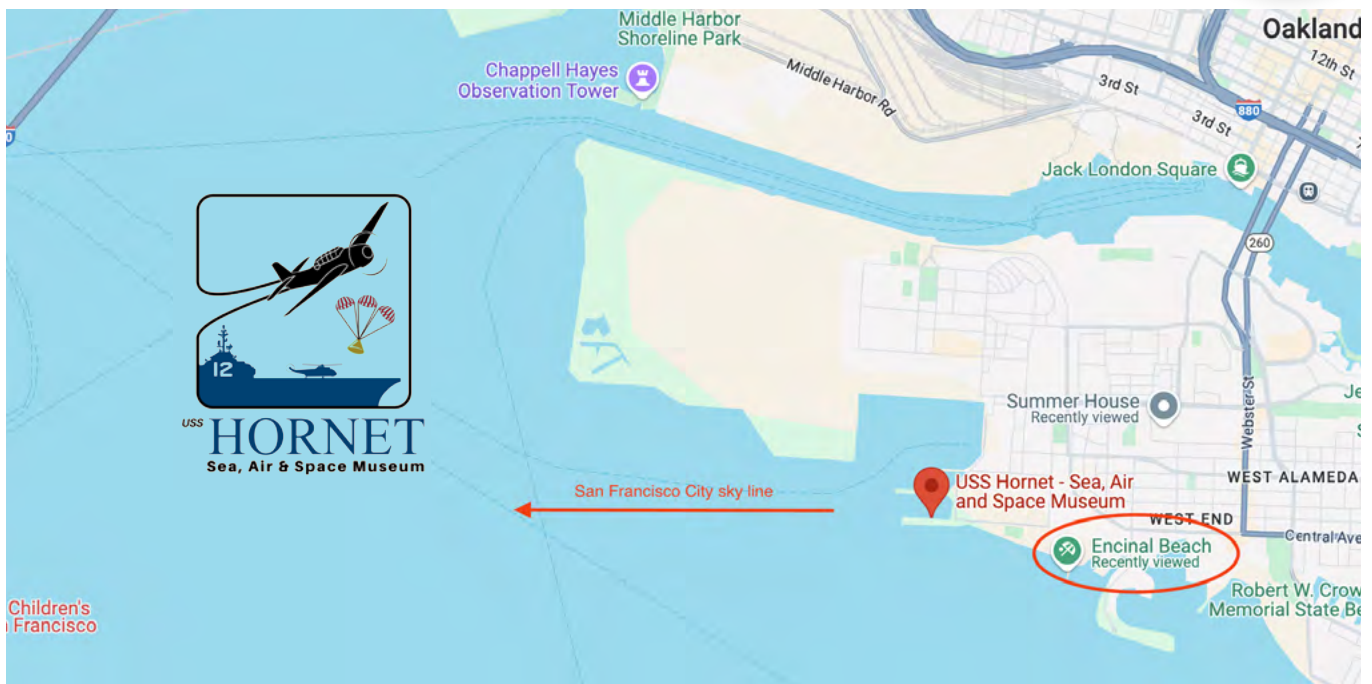 Middle Harbor
Shoreline Park
Oakland
12th St
Chappell Hayes
Observation Tower
Middle Harbor Rd
3rd St
880
3rd St
Jack London Square
260
12
USS
HORNET
Sea, Air & Space Museum
Summer House
Recently viewed
Webster St
San Francisco City sky line
USS Hornet - Sea, Air
and Space Museum
WEST ALAMEDA
WEST END
Central Ave
Encinal Beach
Recently viewed
Robert W. Crow
Memorial State Be
Children's
Francisco